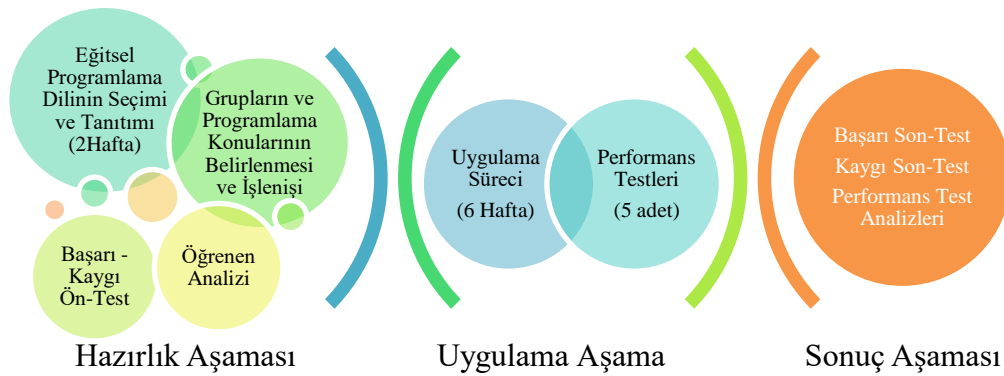 Eğitsel
Programlama
Dilinin Seçimi
ve Tanıtımı
(2Hafta)
Grupların ve
Programlama
Konularının
Belirlenmesi
ve İşlenişi
Başarı -
Kaygı
Ön-Test
Öğrenen
Analizi
Hazırlık Aşaması
Uygulama
Süreci
(6 Hafta)
Performans
Testleri
(5 adet)
Uygulama Aşama
Başarı Son-Test
Kaygı Son-Test
Performans Test
Analizleri
Sonuç Aşaması